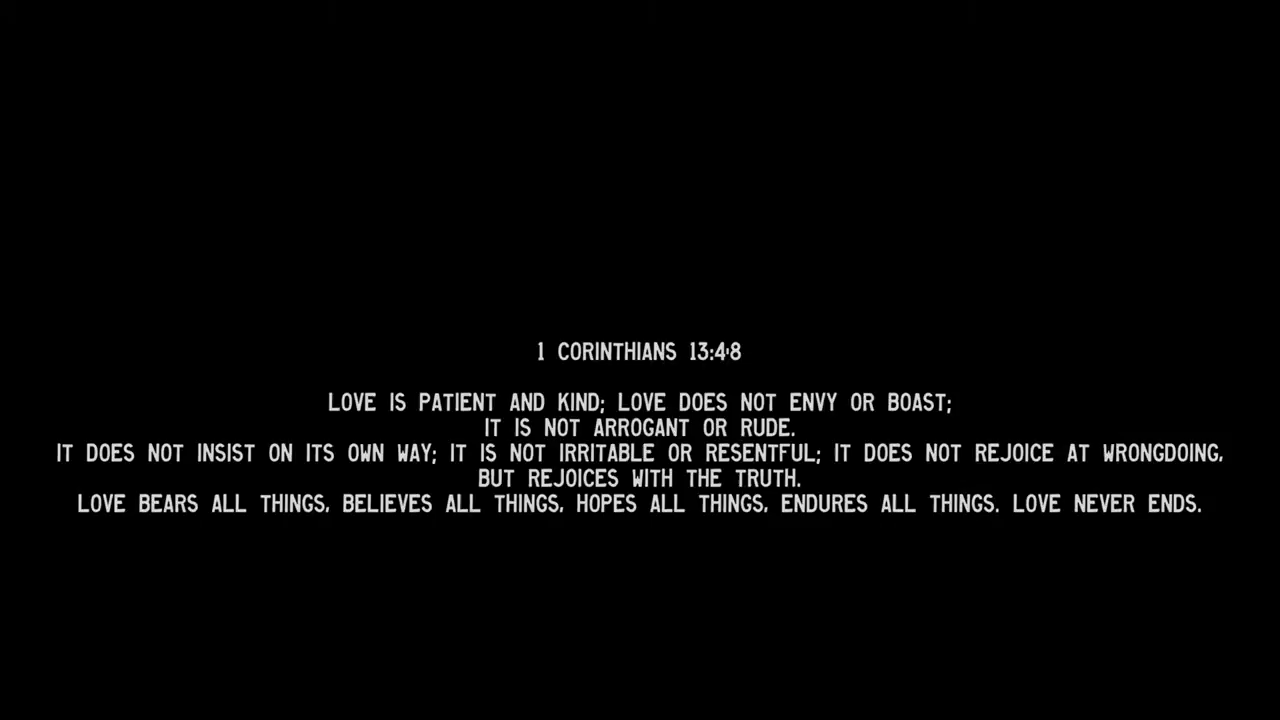 1 CORINTHIANS 13:4-8
LOVE IS PATIENT AND KIND; LOVE DOES NOT ENVY OR BOAST;
IT IS NOT ARROGANT OR RUDE.
IT DOES NOT INSIST ON ITS OWN WAY; IT IS NOT IRRITABLE OR RESENTFUL; IT DOES NOT REJOICE AT WRONGDOING,
BUT REJOICES WITH THE TRUTH.
LOVE BEARS ALL THINGS, BELIEVES ALL THINGS, HOPES ALL THINGS, ENDURES ALL THINGS. LOVE NEVER ENDS.